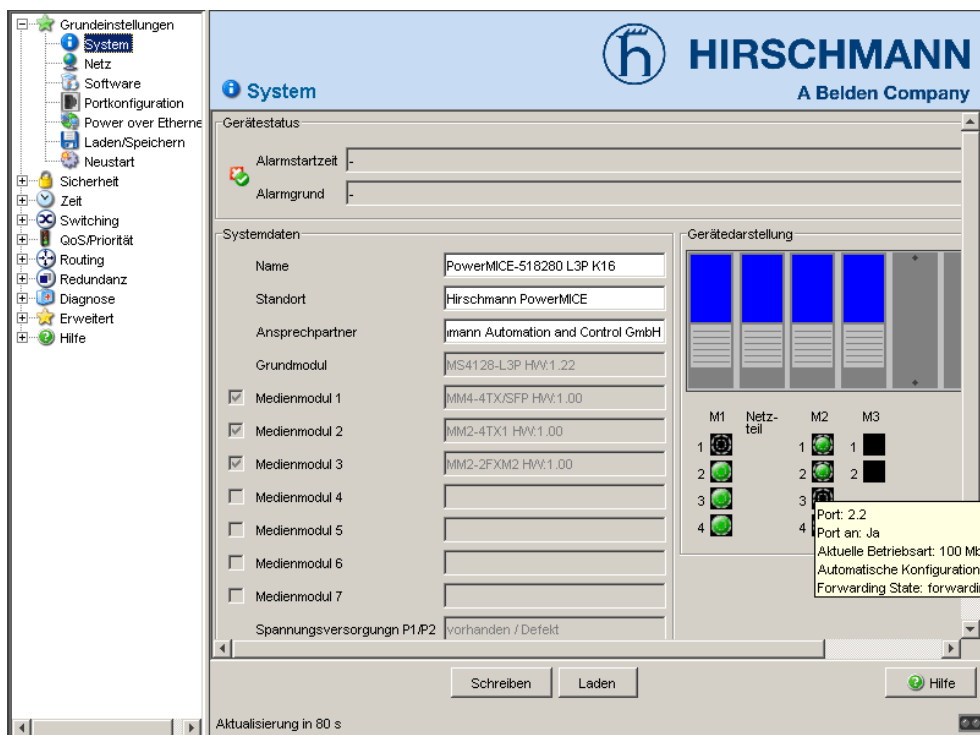 Grundeinstellungen
System
Netz
Software
Portkonfiguration
Power over Etherne
Laden/Speichern
Neustart
Sicherheit
Zeit
Switching
QoS/Priorität
Routing
Redundanz
Diagnose
Erweitert
Hilfe
HIRSCHMANN
A Belden Company
System
Gerätestatus
Alarmstartzeit -
Alarmgrund -
Systemdaten
Name PowerMICE-518280 L3P K16
Standort Hirschmann PowerMICE
Ansprechpartner mann Automation and Control GmbH
Grundmodul MS4128-L3P HW:1.22
Medienmodul 1 MM4-4TX/SFP HW:1.00
Medienmodul 2 MM2-4TX1 HW:1.00
Medienmodul 3 MM2-2FXM2 HW:1.00
Medienmodul 4
Medienmodul 5
Medienmodul 6
Medienmodul 7
Spannungsversorgungn P1/P2 vorhanden / Defekt
Gerätedarstellung
M1 Netz- M2 M3
teil
1 1 1
2 2 2
3 3
4 4
Port: 2.2
Port an: Ja
Aktuelle Betriebsart: 100 Mb
Automatische Konfiguration
Forwarding State: forwardi
Schreiben Laden Hilfe
Aktualisierung in 80 s